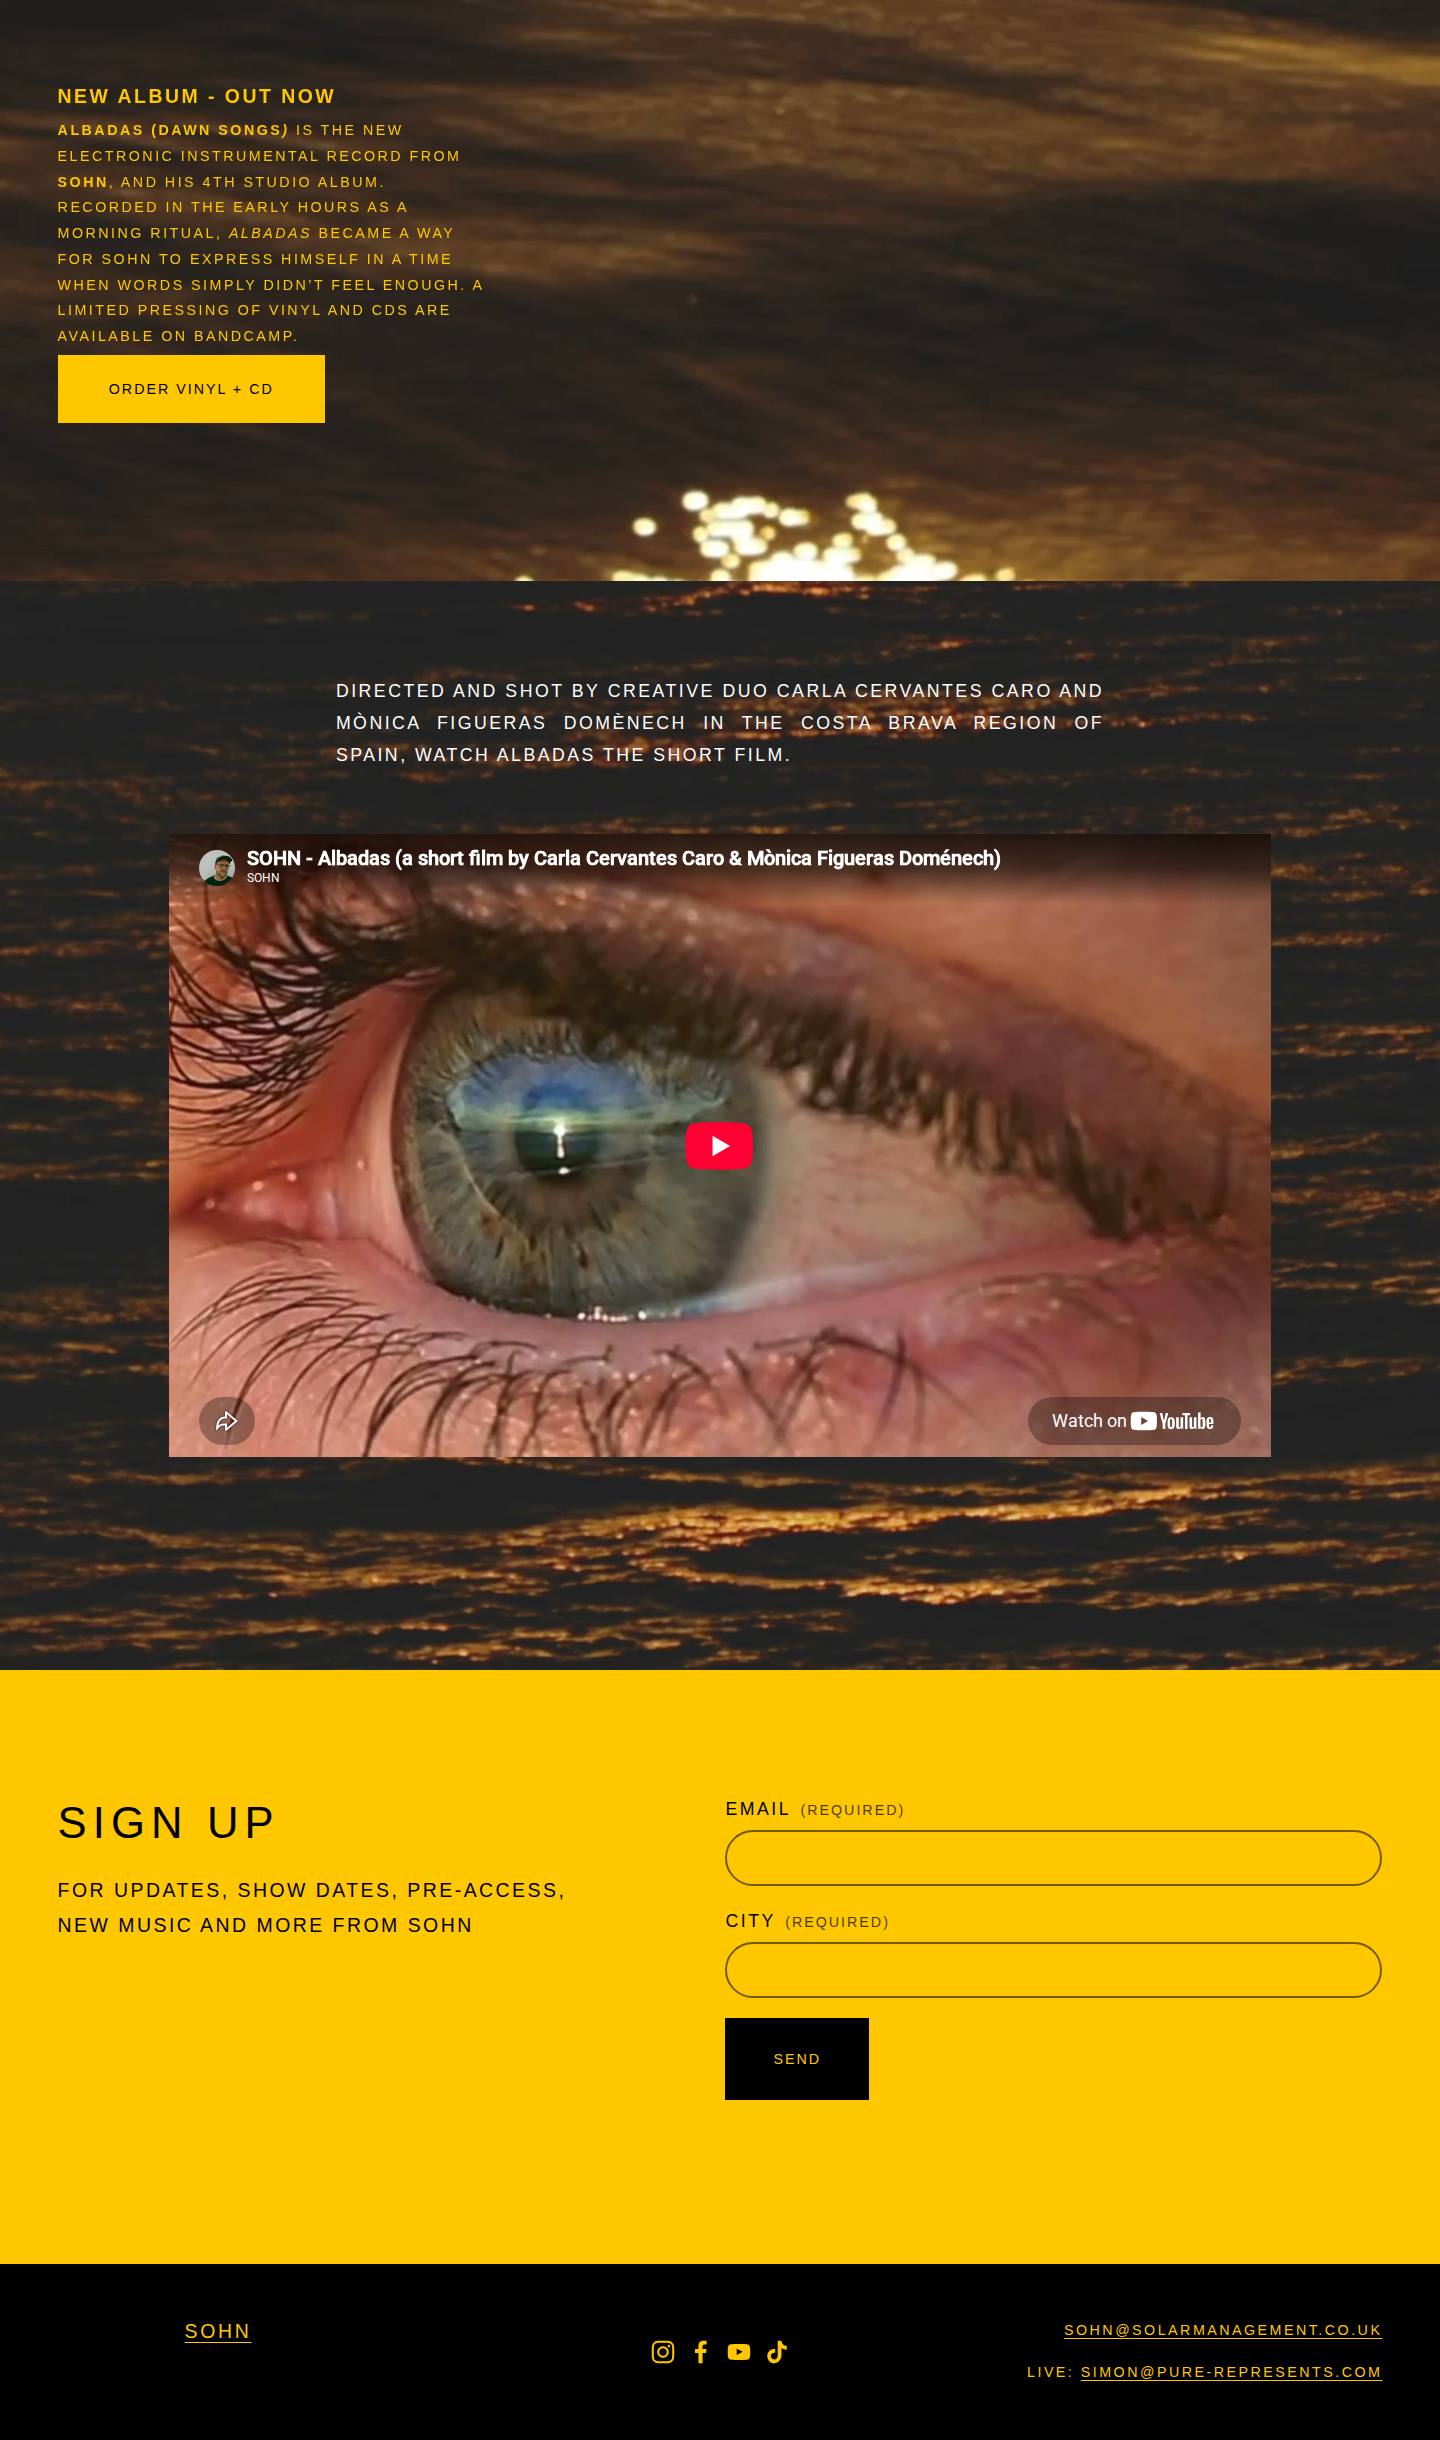 NEW ALBUM - OUT NOW
ALBADAS (DAWN SONGS) IS THE NEW
ELECTRONIC INSTRUMENTAL RECORD FROM
SOHN, AND HIS 4TH STUDIO ALBUM.
RECORDED IN THE EARLY HOURS AS A
MORNING RITUAL, ALBADAS BECAME A WAY
FOR SOHN TO EXPRESS HIMSELF IN A TIME
WHEN WORDS SIMPLY DIDN'T FEEL ENOUGH. A
LIMITED PRESSING OF VINYL AND CDS ARE
AVAILABLE ON BANDCAMP.
ORDER VINYL + CD
DIRECTED AND SHOT BY CREATIVE DUO CARLA CERVANTES CARO AND
MÒNICA FIGUERAS DOMÈNECH IN THE COSTA BRAVA REGION OF
SPAIN, WATCH ALBADAS THE SHORT FILM.
SOHN - Albadas (a short film by Carla Cervantes Caro & Mònica Figueras Doménech)
SOHN
Watch on YouTube
SIGN UP
FOR UPDATES, SHOW DATES, PRE-ACCESS,
NEW MUSIC AND MORE FROM SOHN
EMAIL (REQUIRED)
CITY (REQUIRED)
SEND
SOHN
SOHN@SOLARMANAGEMENT.CO.UK
LIVE: SIMON@PURE-REPRESENTS.COM